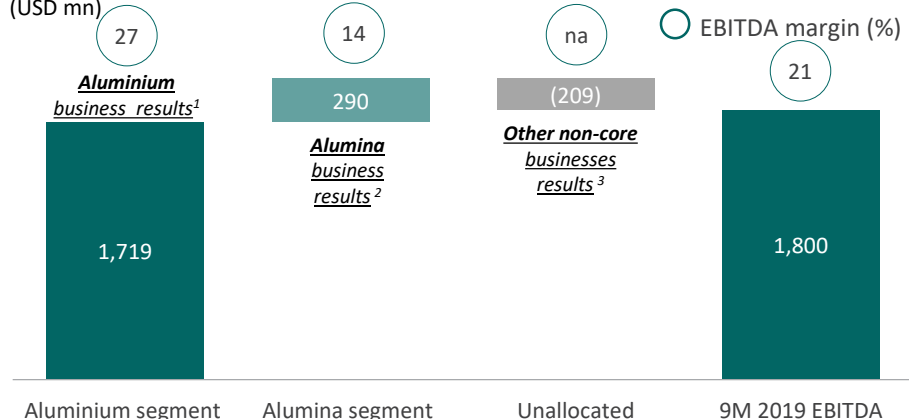 (USD mn)
27
14
na
EBITDA margin (%)
21
Aluminium
business results1
290
(209)
Alumina
business
results 2
Other non-core
businesses
results 3
1,719
1,800
Aluminium segment
Alumina segment
Unallocated
9M 2019 EBITDA